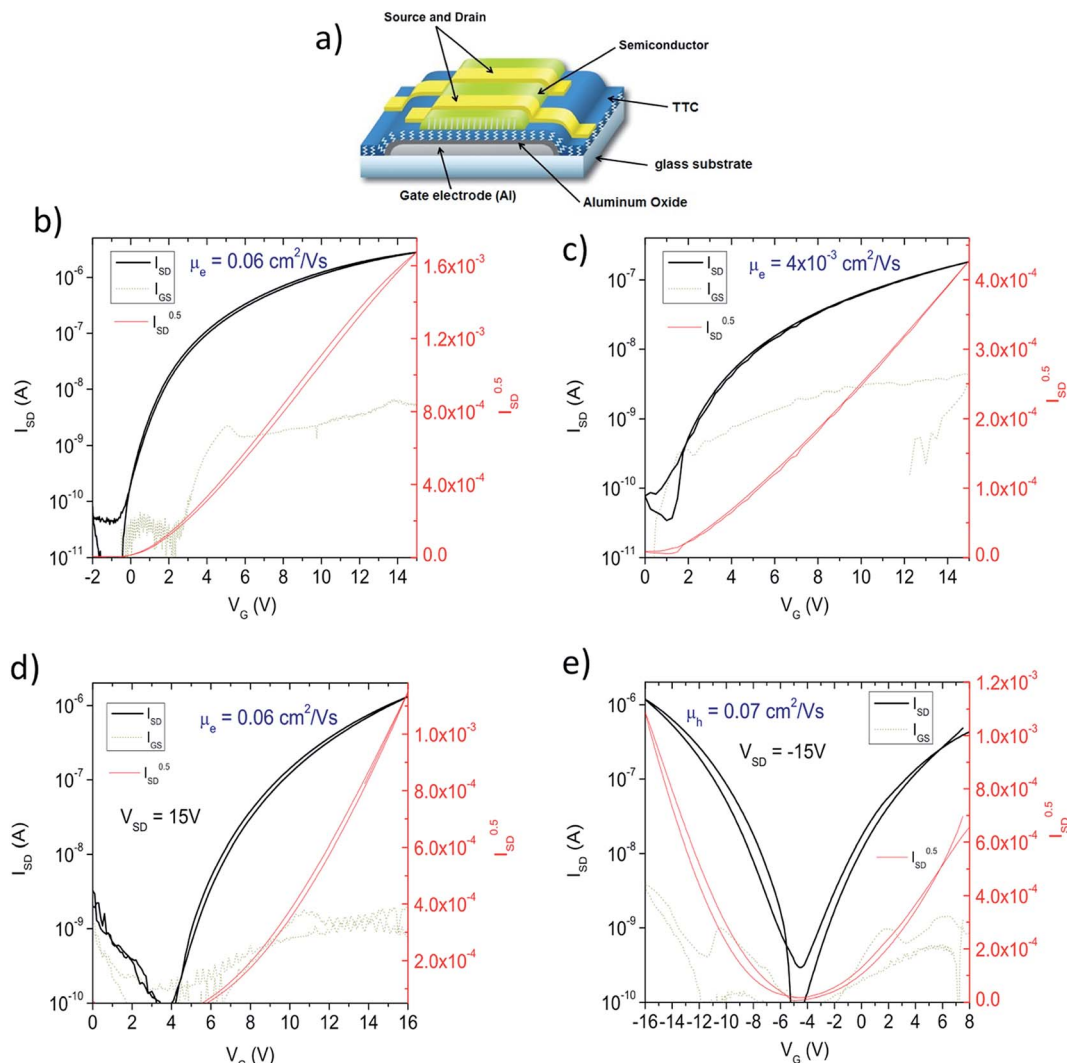 a)
Source and Drain
Semiconductor
TTC
glass substrate
Aluminum Oxide
Gate electrode (Al)
b)
I_SD
I_GS
I_SD^0.5
μ_e = 0.06 cm²/Vs
10⁻⁶
10⁻⁷
10⁻⁸
10⁻⁹
10⁻¹⁰
10⁻¹¹
I_SD (A)
-2 0 2 4 6 8 10 12 14
V_G (V)
1.6x10⁻³
1.2x10⁻³
8.0x10⁻⁴
4.0x10⁻⁴
0.0
I_SD^0.5
c)
I_SD
I_GS
I_SD^0.5
μ_e = 4x10⁻³ cm²/Vs
10⁻⁷
10⁻⁸
10⁻⁹
10⁻¹⁰
10⁻¹¹
I_SD (A)
0 2 4 6 8 10 12 14
V_G (V)
4.0x10⁻⁴
3.0x10⁻⁴
2.0x10⁻⁴
1.0x10⁻⁴
0.0
I_SD^0.5
d)
I_SD
I_GS
I_SD^0.5
μ_e = 0.06 cm²/Vs
V_SD = 15V
10⁻⁶
10⁻⁷
10⁻⁸
10⁻⁹
10⁻¹⁰
I_SD (A)
0 2 4 6 8 10 12 14 16
V_G (V)
1.0x10⁻³
8.0x10⁻⁴
6.0x10⁻⁴
4.0x10⁻⁴
2.0x10⁻⁴
I_SD^0.5
e)
μ_h = 0.07 cm²/Vs
V_SD = -15V
I_SD
I_GS
I_SD^0.5
10⁻⁶
10⁻⁷
10⁻⁸
10⁻⁹
10⁻¹⁰
I_SD (A)
-16 -14 -12 -10 -8 -6 -4 -2 0 2 4 6 8
V_G (V)
1.2x10⁻³
1.0x10⁻³
8.0x10⁻⁴
6.0x10⁻⁴
4.0x10⁻⁴
2.0x10⁻⁴
0.0
I_SD^0.5